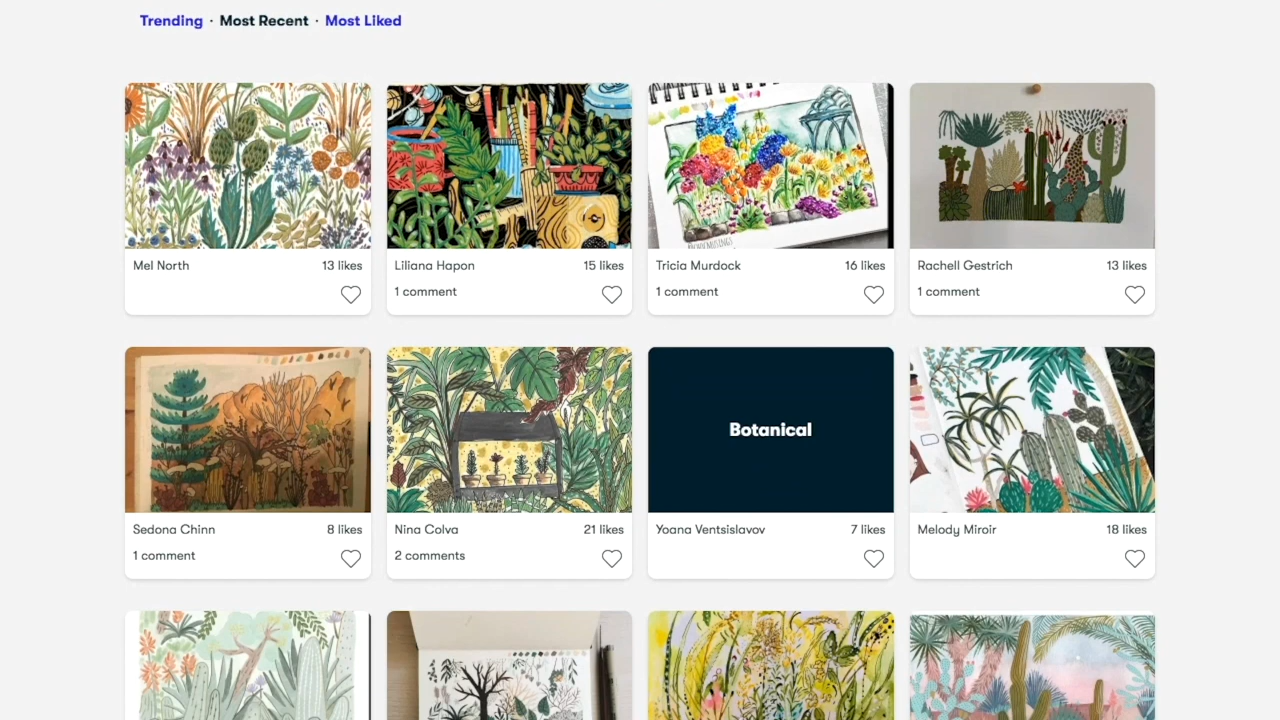 Trending · Most Recent · Most Liked
Mel North 13 likes
Liliana Hapon 15 likes
1 comment
Tricia Murdock 16 likes
1 comment
Rachell Gestrich 13 likes
1 comment
Sedona Chinn 8 likes
1 comment
Nina Colva 21 likes
2 comments
Botanical
Yoana Ventsislavov 7 likes
Melody Miroir 18 likes